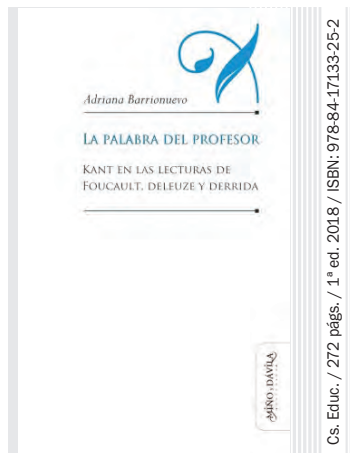 Adriana Barrionuevo
LA PALABRA DEL PROFESOR
KANT EN LAS LECTURAS DE
FOUCAULT, DELEUZE Y DERRIDA
MIÑO Y DÁVILA
Cs. Educ. / 272 págs. / 1ª ed. 2018 / ISBN: 978-84-17133-25-2